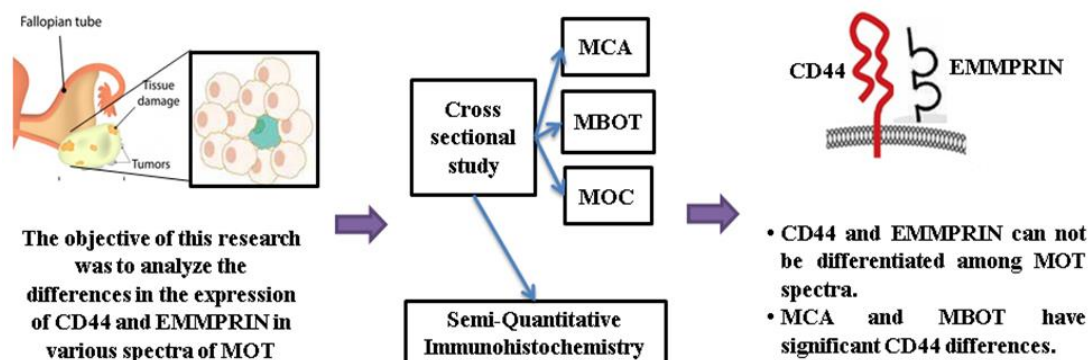 Fallopian tube
Tissue
damage
Tumors
The objective of this research
was to analyze the
differences in the expression
of CD44 and EMMPRIN in
various spectra of MOT
Cross
sectional
study
MCA
MBOT
MOC
Semi-Quantitative
Immunohistochemistry
CD44
EMMPRIN
• CD44 and EMMPRIN can not
be differentiated among MOT
spectra.
• MCA and MBOT have
significant CD44 differences.